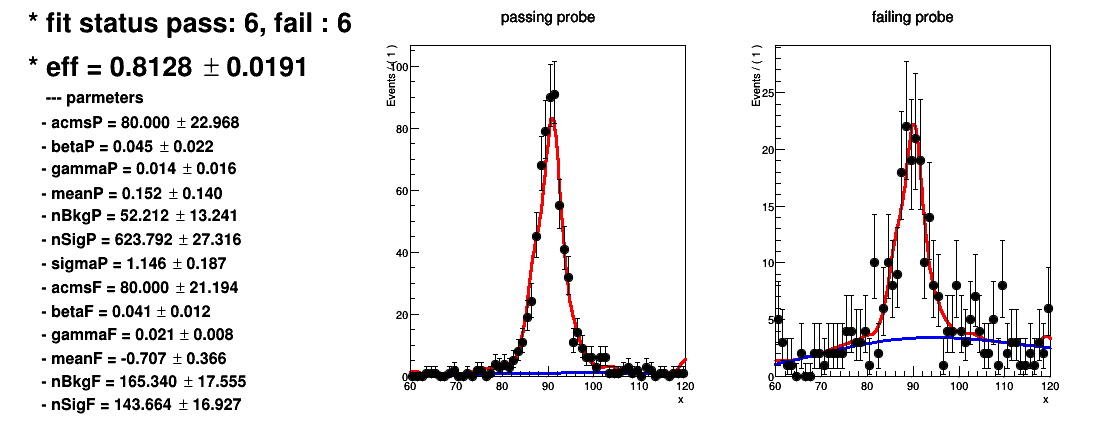 * fit status pass: 6, fail : 6
* eff = 0.8128 ± 0.0191
--- parmeters
- acmsP = 80.000 ± 22.968
- betaP = 0.045 ± 0.022
- gammaP = 0.014 ± 0.016
- meanP = 0.152 ± 0.140
- nBkgP = 52.212 ± 13.241
- nSigP = 623.792 ± 27.316
- sigmaP = 1.146 ± 0.187
- acmsF = 80.000 ± 21.194
- betaF = 0.041 ± 0.012
- gammaF = 0.021 ± 0.008
- meanF = -0.707 ± 0.366
- nBkgF = 165.340 ± 17.555
- nSigF = 143.664 ± 16.927
passing probe
Events / ( 1 )
100
80
60
40
20
0
60 70 80 90 100 110 120
x
failing probe
Events / ( 1 )
25
20
15
10
5
0
60 70 80 90 100 110 120
x